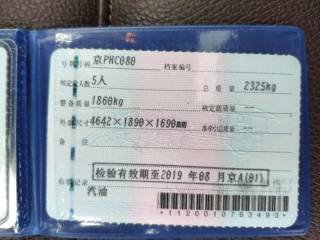 号牌号码 京PHC080 档案编号
核定载人数 5人 总质量 2325kg
整备质量 1860kg 核定载质量 --
外廓尺寸 4642×1890×1690mm 准牵引总质量 --
备注
检验有效期至2019 年08 月京A(01)
检验记录
汽油
*1120010763493*